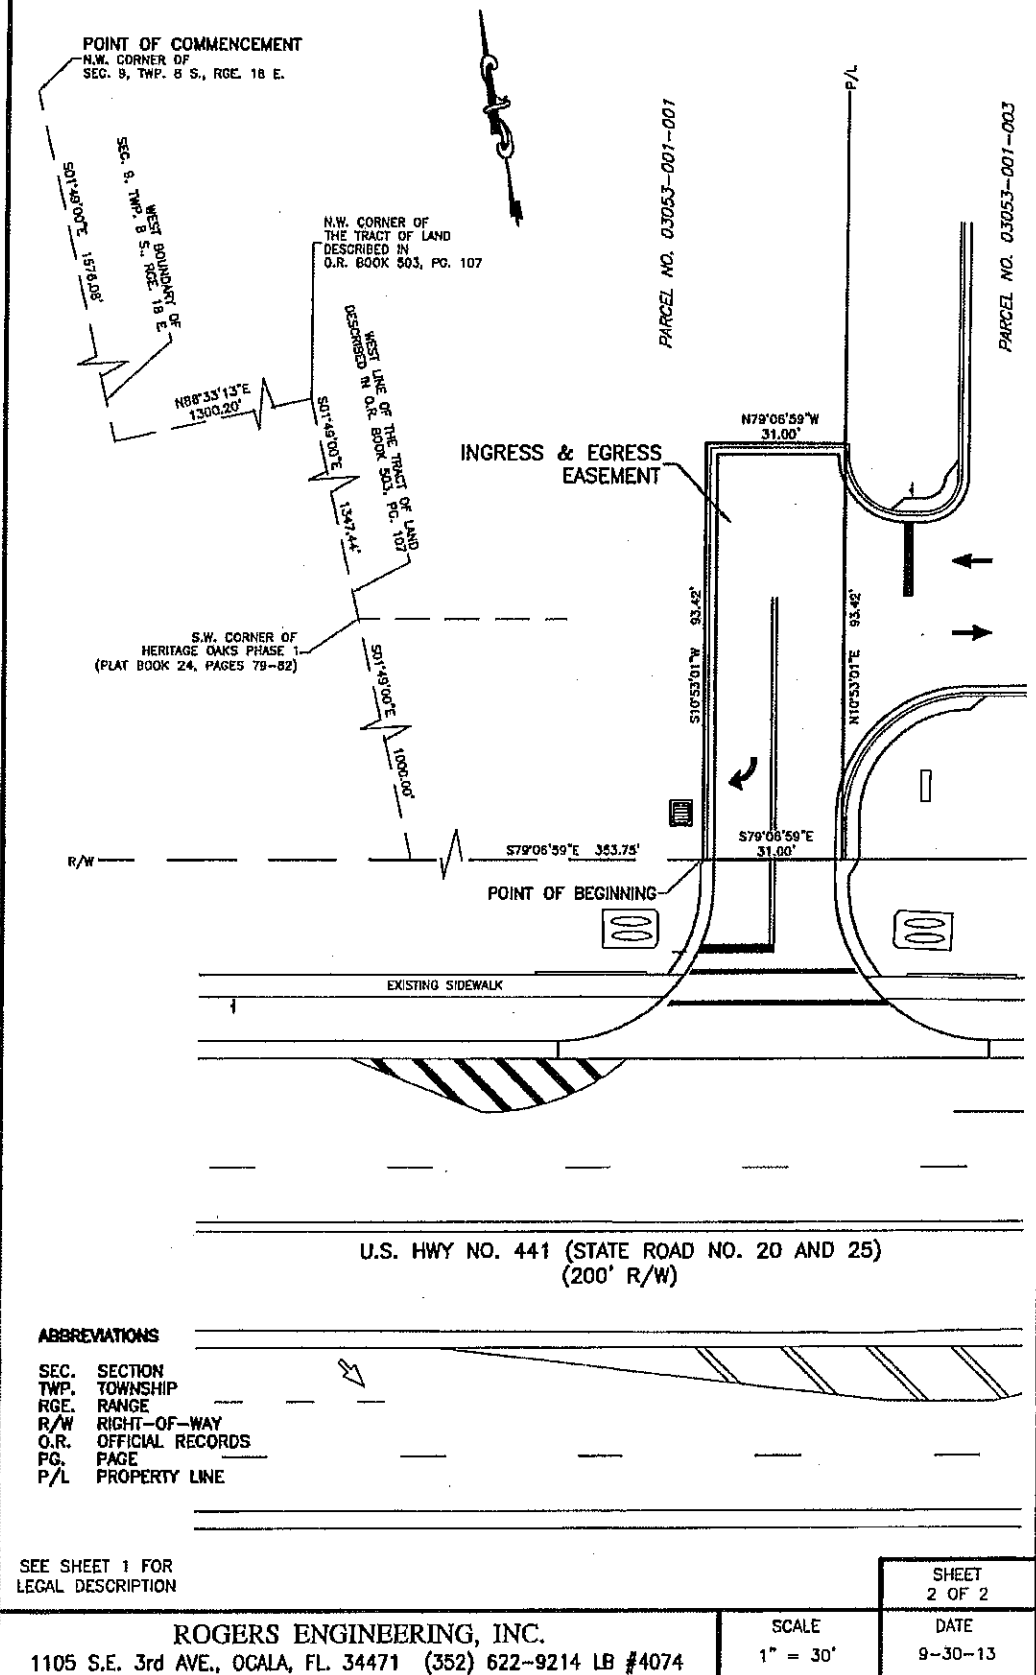 POINT OF COMMENCEMENT
N.W. CORNER OF
SEC. 9, TWP. 8 S., RGE. 18 E.
S01°49'00"E 1576.08'
WEST BOUNDARY OF
SEC. 9, TWP. 8 S., RGE. 18 E.
N88°33'13"E
1300.20'
N.W. CORNER OF
THE TRACT OF LAND
DESCRIBED IN
O.R. BOOK 503, PG. 107
S01°49'00"E 1347.44'
WEST LINE OF THE TRACT OF LAND
DESCRIBED IN O.R. BOOK 503, PG. 107
S.W. CORNER OF
HERITAGE OAKS PHASE 1
(PLAT BOOK 24, PAGES 79-82)
S01°49'00"E 1000.00'
PARCEL NO. 03053-001-001
P/L
PARCEL NO. 03053-001-003
N79°06'59"W
31.00'
INGRESS & EGRESS
EASEMENT
S10°53'01"W 93.42'
N10°53'01"E 93.42'
R/W
S79°06'59"E 353.75'
S79°06'59"E
31.00'
POINT OF BEGINNING
EXISTING SIDEWALK
U.S. HWY NO. 441 (STATE ROAD NO. 20 AND 25)
(200' R/W)
ABBREVIATIONS
SEC. SECTION
TWP. TOWNSHIP
RGE. RANGE
R/W RIGHT-OF-WAY
O.R. OFFICIAL RECORDS
PG. PAGE
P/L PROPERTY LINE
SEE SHEET 1 FOR
LEGAL DESCRIPTION
SHEET
2 OF 2
ROGERS ENGINEERING, INC.
1105 S.E. 3rd AVE., OCALA, FL. 34471 (352) 622-9214 LB #4074
SCALE
1" = 30'
DATE
9-30-13